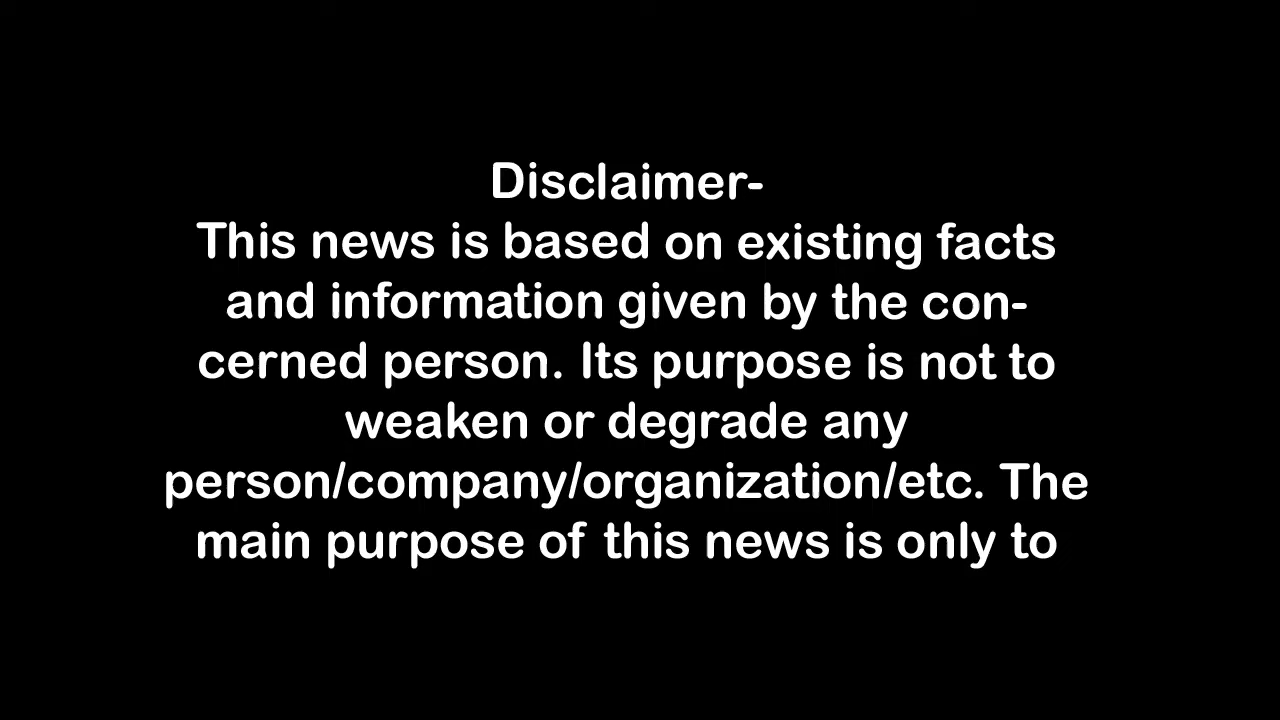 Disclaimer-
This news is based on existing facts
and information given by the con-
cerned person. Its purpose is not to
weaken or degrade any
person/company/organization/etc. The
main purpose of this news is only to